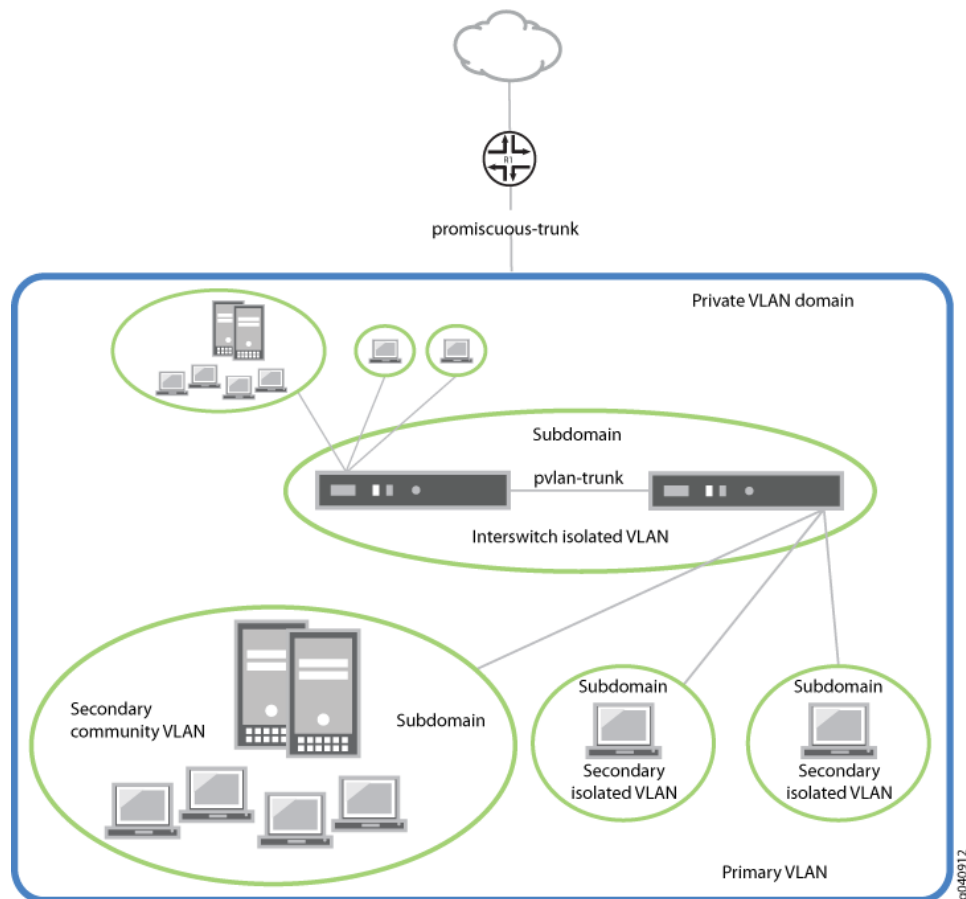 R1
promiscuous-trunk
Private VLAN domain
Subdomain
pvlan-trunk
Interswitch isolated VLAN
Secondary
community VLAN
Subdomain
Subdomain
Secondary
isolated VLAN
Subdomain
Secondary
isolated VLAN
Primary VLAN
g040912